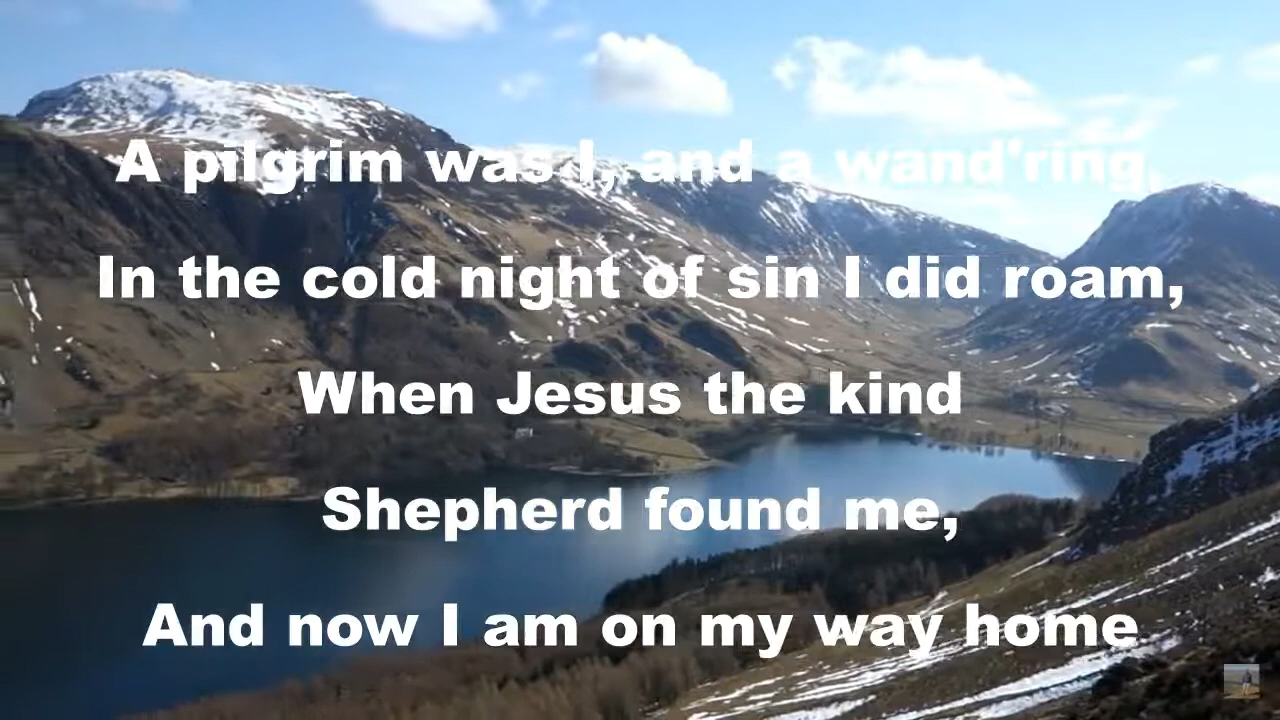 A pilgrim was I, and a wand'ring,
In the cold night of sin I did roam,
When Jesus the kind
Shepherd found me,
And now I am on my way home